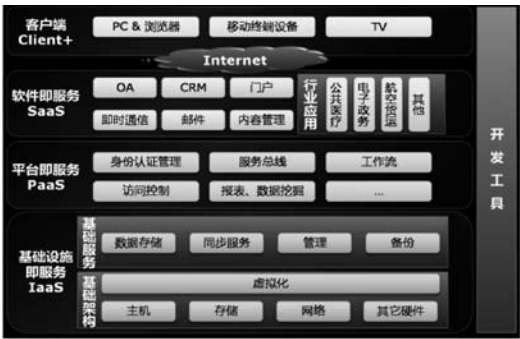 客户端
Client+
PC & 浏览器
移动终端设备
TV
Internet
软件即服务
SaaS
OA
CRM
门户
即时通信
邮件
内容管理
行业应用
公共医疗
电子政务
航空货运
其他
平台即服务
PaaS
身份认证管理
服务总线
工作流
访问控制
报表、数据挖掘
...
基础设施
即服务
IaaS
基础服务
数据存储
同步服务
管理
备份
基础架构
虚拟化
主机
存储
网络
其它硬件
开发工具